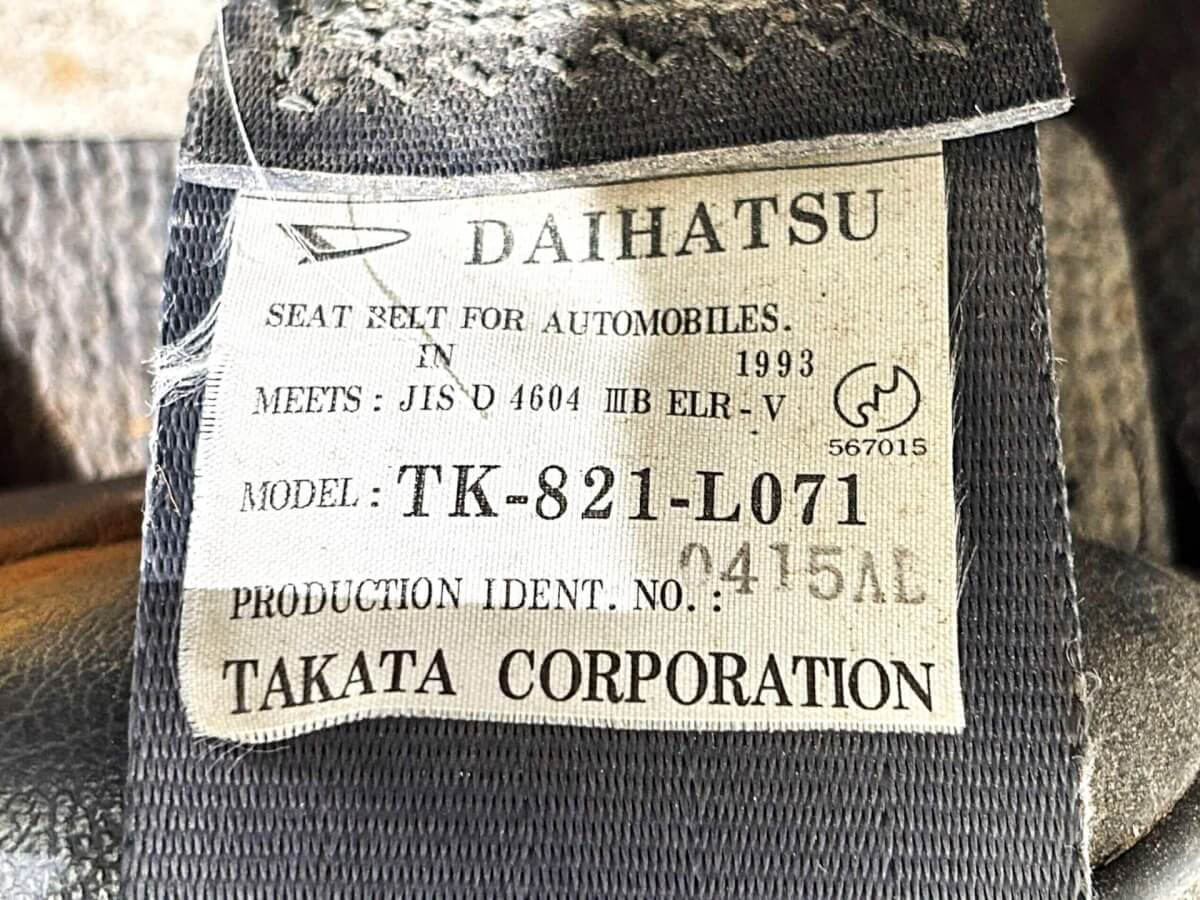 DAIHATSU
SEAT BELT FOR AUTOMOBILES.
IN 1993
MEETS : JIS D 4604 ⅢB ELR - V
567015
MODEL : TK-821-L071
PRODUCTION IDENT. NO. : 0415AL
TAKATA CORPORATION